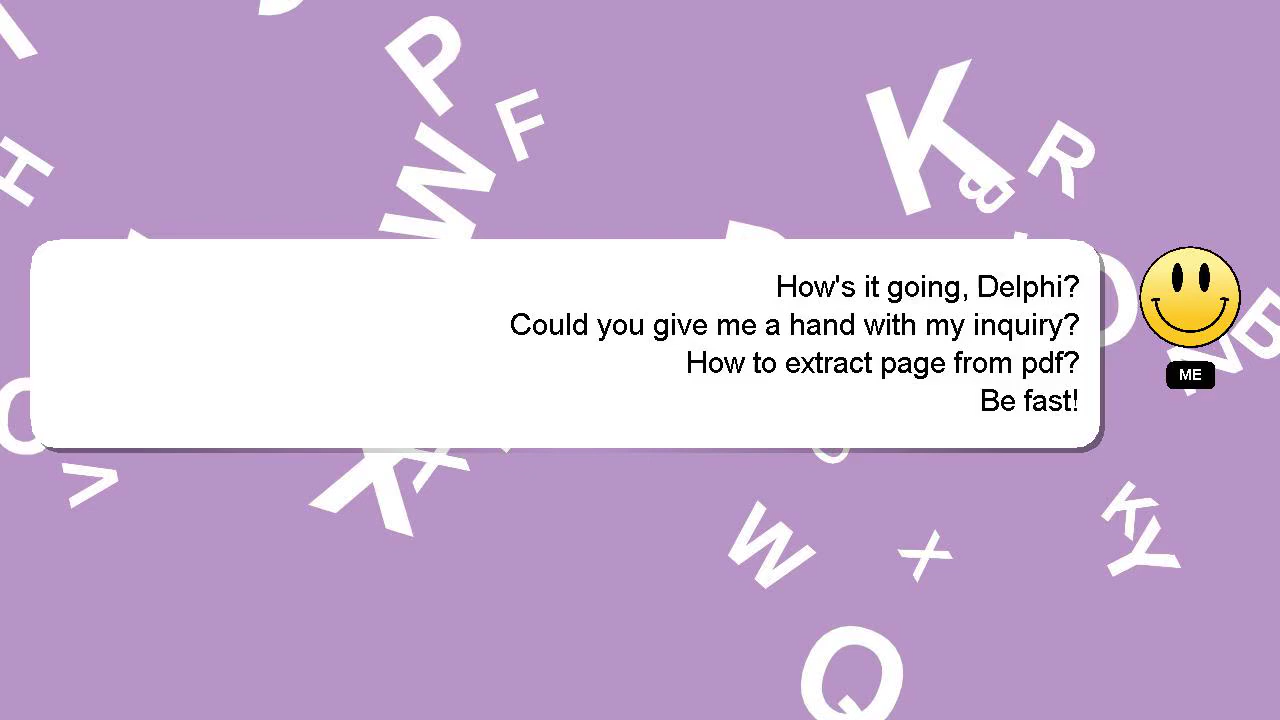 How's it going, Delphi?
Could you give me a hand with my inquiry?
How to extract page from pdf?
Be fast!
ME